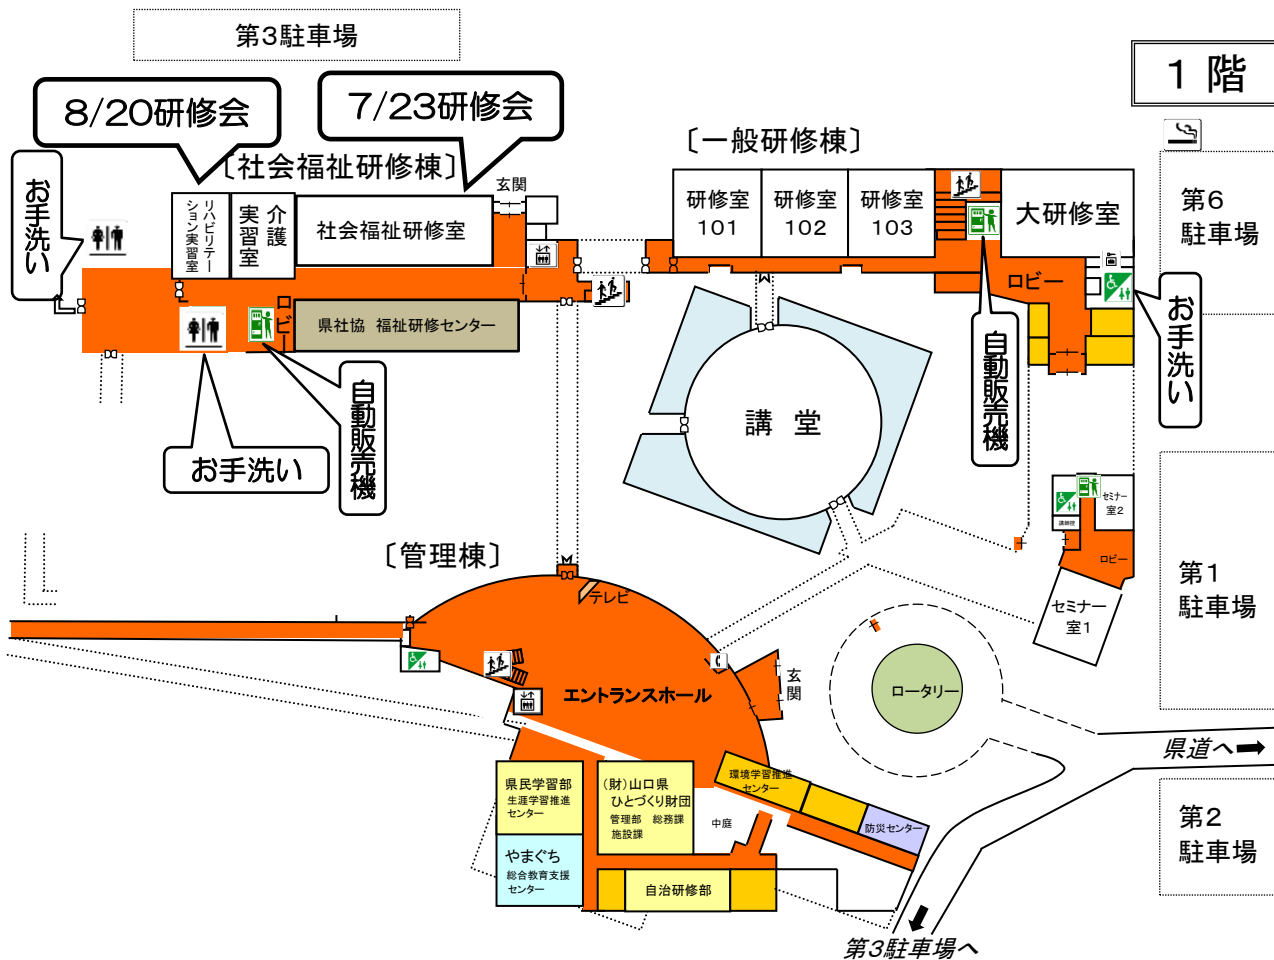 第3駐車場
1 階
8/20研修会
7/23研修会
〔社会福祉研修棟〕
〔一般研修棟〕
お手洗い
玄関
リハビリテー
ション実習室
介護
実習室
社会福祉研修室
研修室
101
研修室
102
研修室
103
大研修室
第6
駐車場
ロビー
ロビー
県社協 福祉研修センター
お手洗い
自動販売機
お手洗い
自動販売機
講 堂
セミナー
室2
講師控
ロビー
セミナー
室1
第1
駐車場
〔管理棟〕
テレビ
エントランスホール
玄関
ロータリー
県道へ
県民学習部
生涯学習推進
センター
(財)山口県
ひとづくり財団
管理部 総務課
施設課
環境学習推進
センター
防災センター
中庭
やまぐち
総合教育支援
センター
自治研修部
第2
駐車場
第3駐車場へ